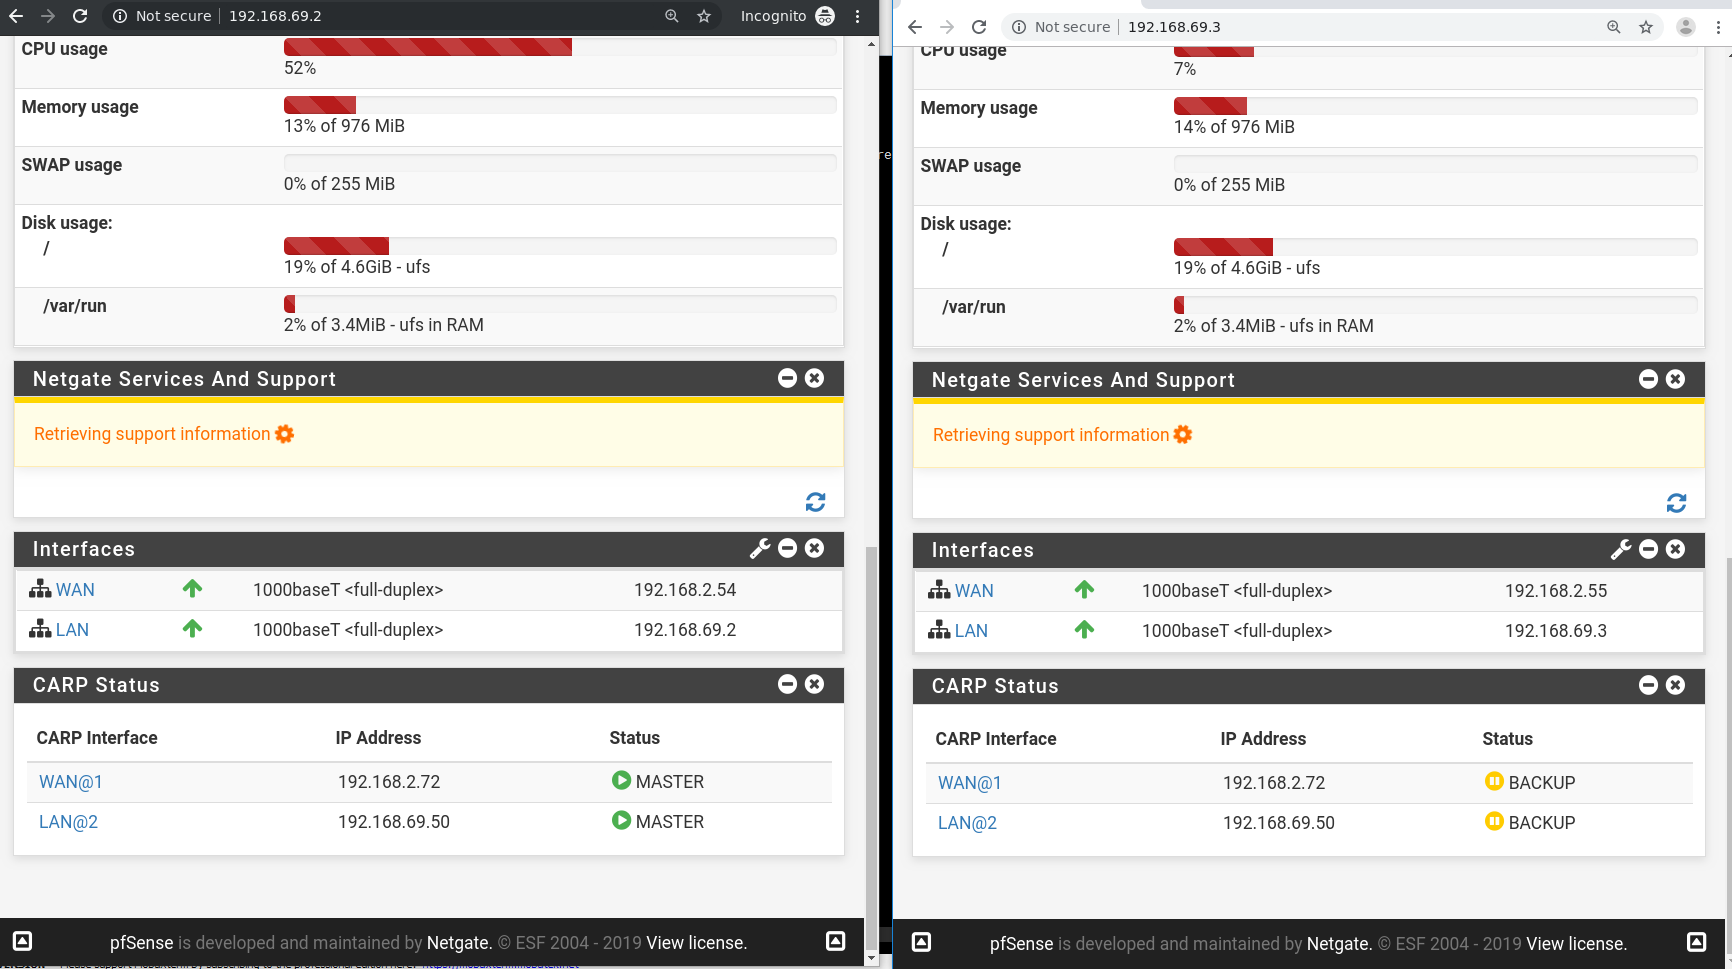 Not secure 192.168.69.2 Incognito
CPU usage
52%
Memory usage
13% of 976 MiB
SWAP usage
0% of 255 MiB
Disk usage:
/
19% of 4.6GiB - ufs
/var/run
2% of 3.4MiB - ufs in RAM
Netgate Services And Support
Retrieving support information
Interfaces
WAN 1000baseT <full-duplex> 192.168.2.54
LAN 1000baseT <full-duplex> 192.168.69.2
CARP Status
CARP Interface IP Address Status
WAN@1 192.168.2.72 MASTER
LAN@2 192.168.69.50 MASTER
pfSense is developed and maintained by Netgate. © ESF 2004 - 2019 View license.
re
Not secure 192.168.69.3
CPU usage
7%
Memory usage
14% of 976 MiB
SWAP usage
0% of 255 MiB
Disk usage:
/
19% of 4.6GiB - ufs
/var/run
2% of 3.4MiB - ufs in RAM
Netgate Services And Support
Retrieving support information
Interfaces
WAN 1000baseT <full-duplex> 192.168.2.55
LAN 1000baseT <full-duplex> 192.168.69.3
CARP Status
CARP Interface IP Address Status
WAN@1 192.168.2.72 BACKUP
LAN@2 192.168.69.50 BACKUP
pfSense is developed and maintained by Netgate. © ESF 2004 - 2019 View license.